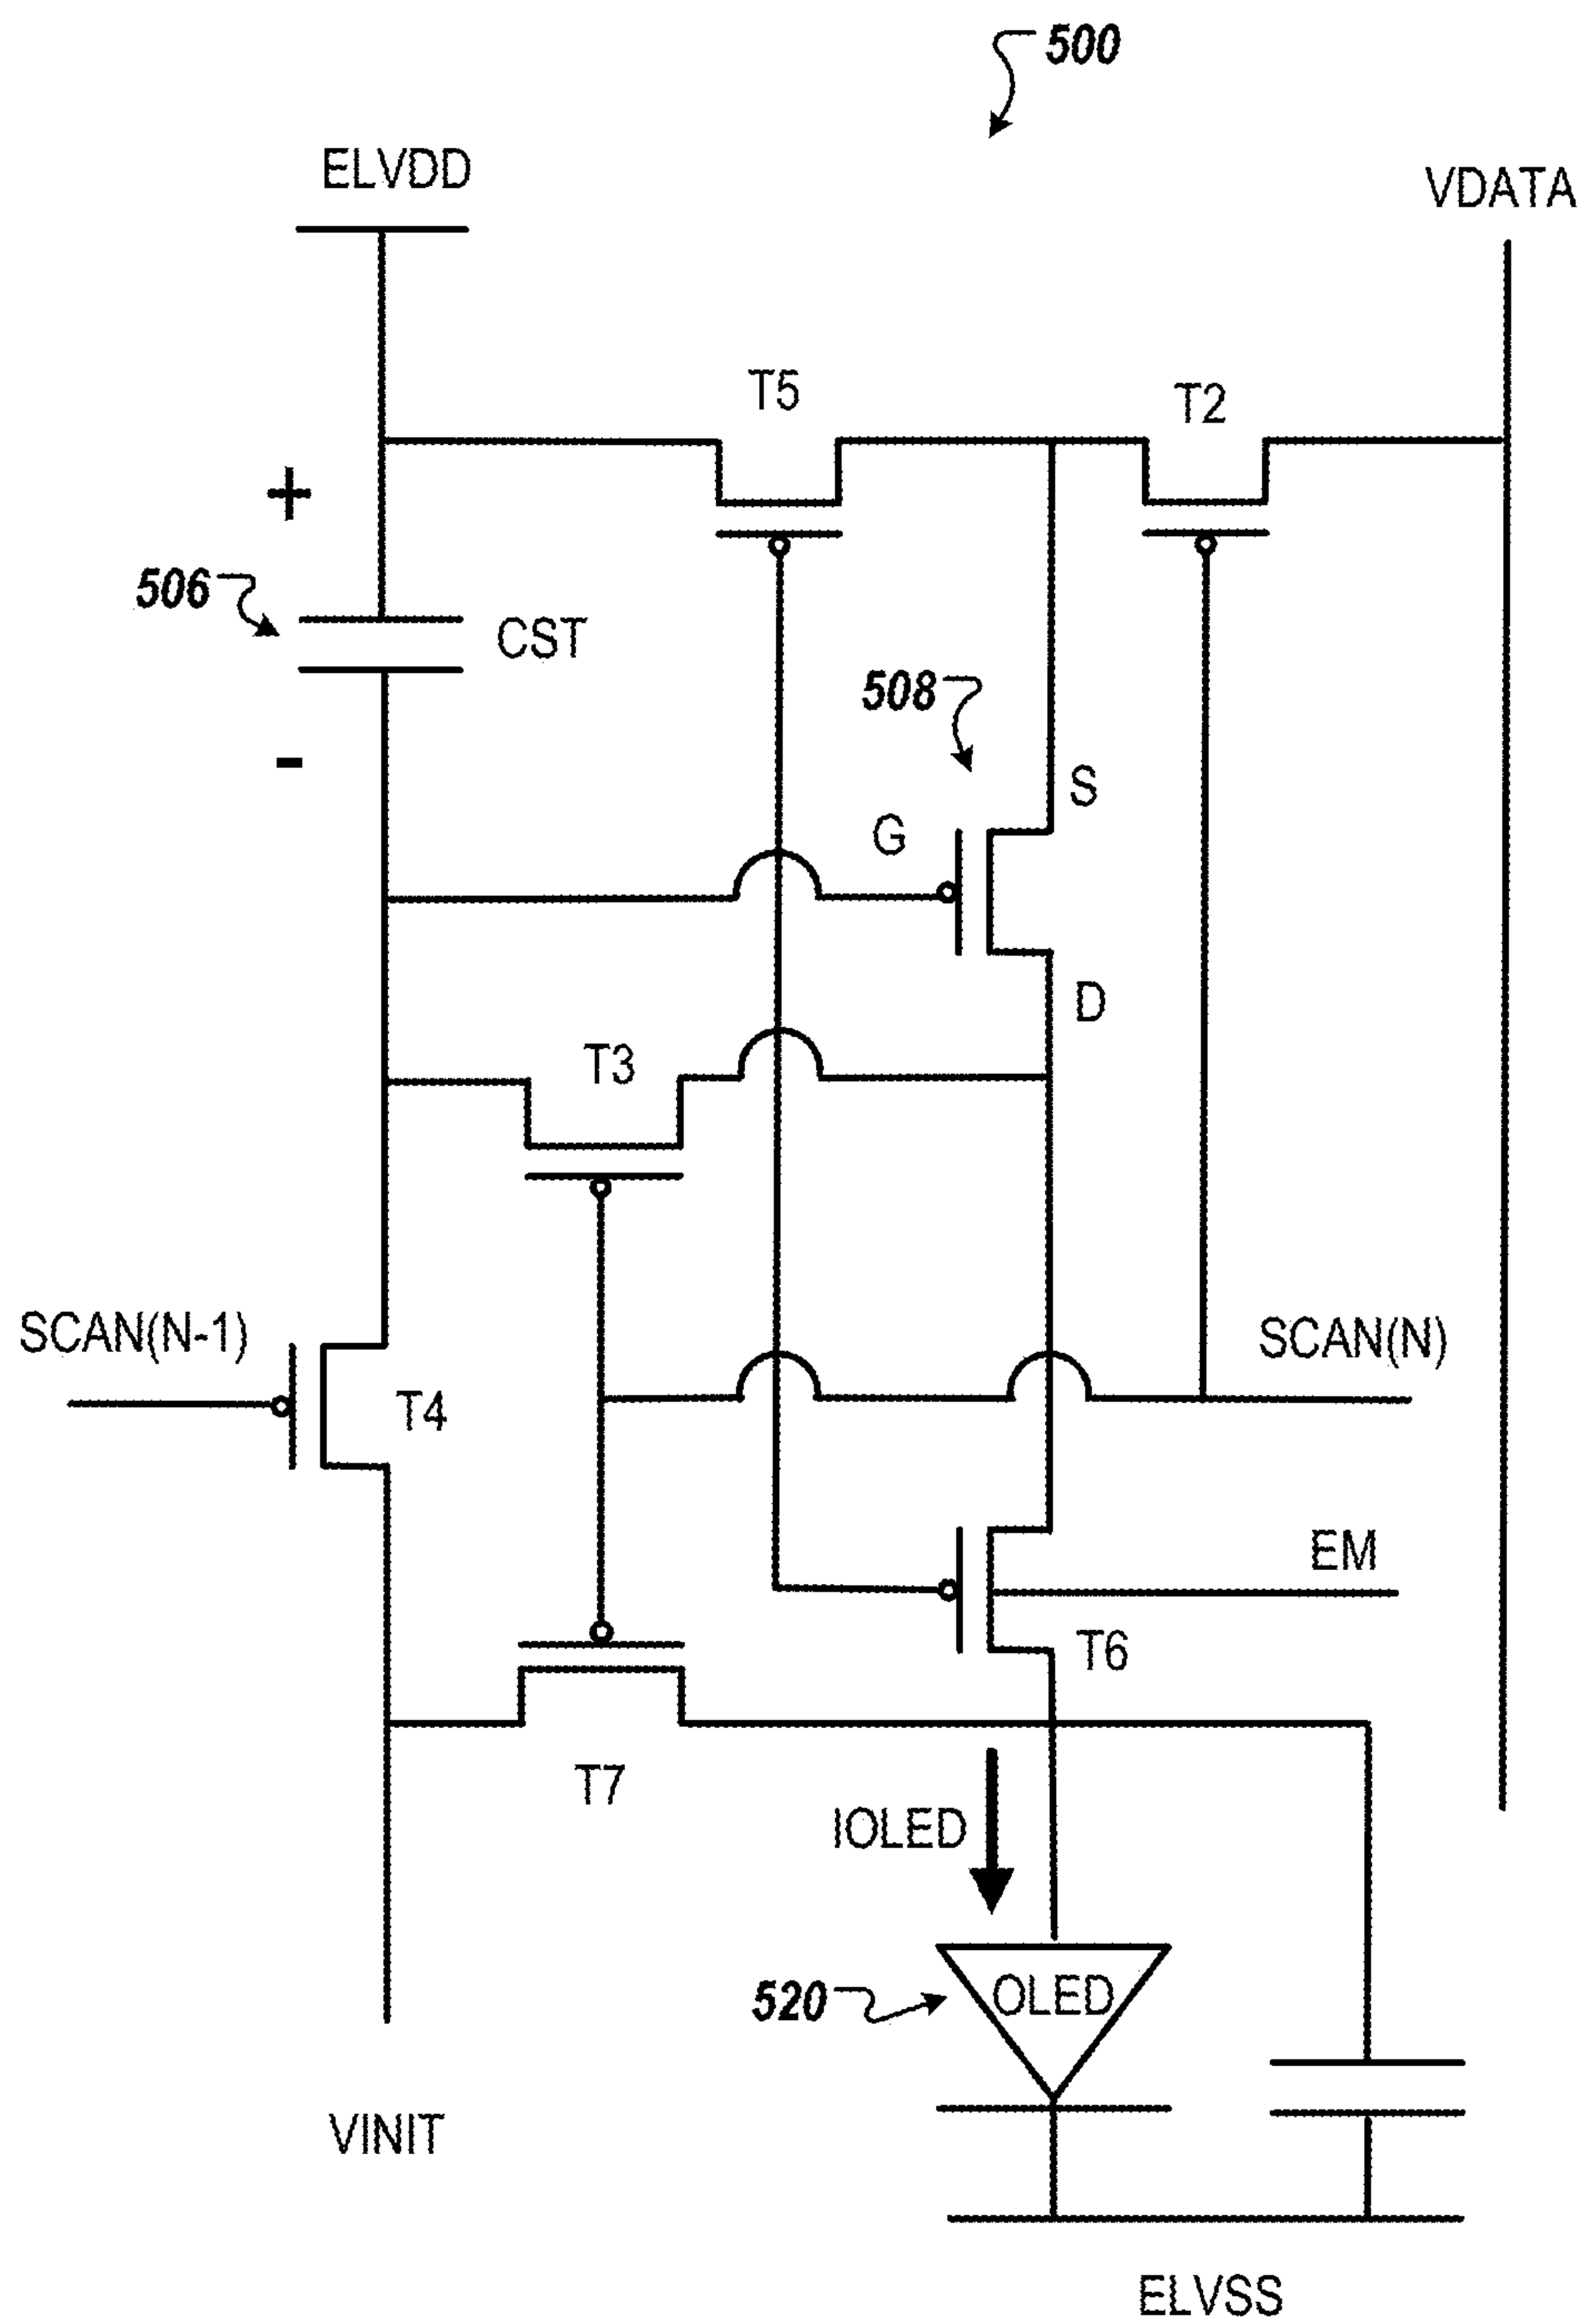 500
ELVDD
VDATA
T5
T2
+
506
CST
508
-
S
G
D
T3
SCAN(N-1)
SCAN(N)
T4
EM
T6
T7
IOLED
520
OLED
VINIT
ELVSS